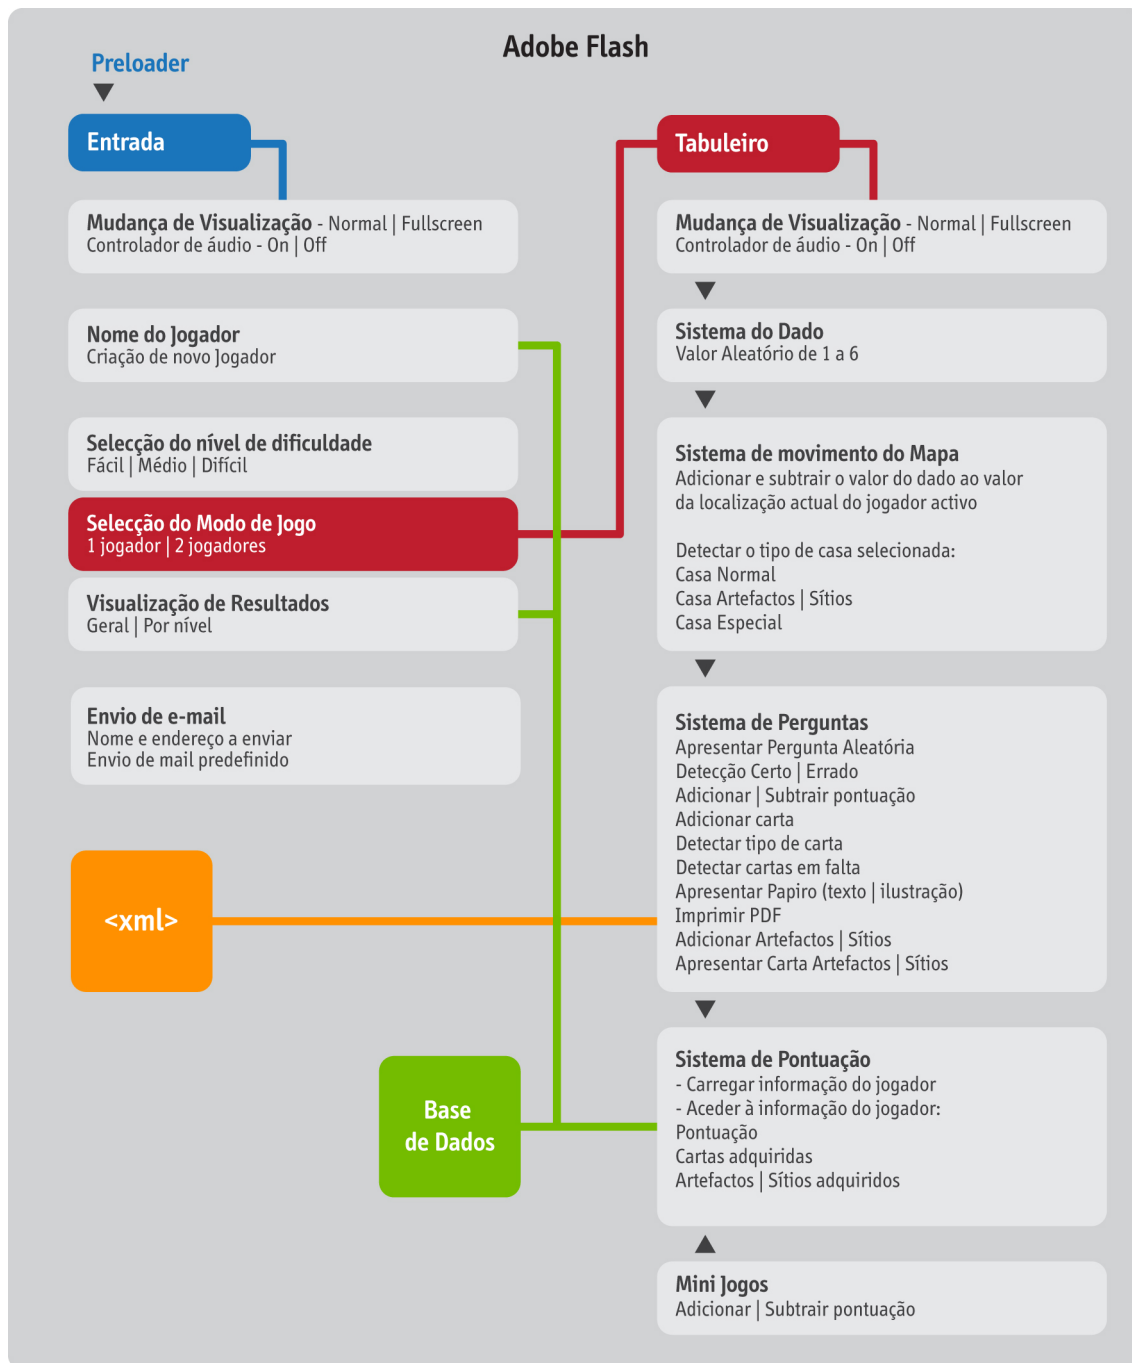 Adobe Flash
Preloader
Entrada
Mudança de Visualização - Normal | Fullscreen
Controlador de áudio - On | Off
Nome do Jogador
Criação de novo Jogador
Selecção do nível de dificuldade
Fácil | Médio | Difícil
Selecção do Modo de Jogo
1 jogador | 2 jogadores
Visualização de Resultados
Geral | Por nível
Envio de e-mail
Nome e endereço a enviar
Envio de mail predefinido
<xml>
Base
de Dados
Tabuleiro
Mudança de Visualização - Normal | Fullscreen
Controlador de áudio - On | Off
Sistema do Dado
Valor Aleatório de 1 a 6
Sistema de movimento do Mapa
Adicionar e subtrair o valor do dado ao valor
da localização actual do jogador activo
Detectar o tipo de casa selecionada:
Casa Normal
Casa Artefactos | Sítios
Casa Especial
Sistema de Perguntas
Apresentar Pergunta Aleatória
Detecção Certo | Errado
Adicionar | Subtrair pontuação
Adicionar carta
Detectar tipo de carta
Detectar cartas em falta
Apresentar Papiro (texto | ilustração)
Imprimir PDF
Adicionar Artefactos | Sítios
Apresentar Carta Artefactos | Sítios
Sistema de Pontuação
- Carregar informação do jogador
- Aceder à informação do jogador:
Pontuação
Cartas adquiridas
Artefactos | Sítios adquiridos
Mini Jogos
Adicionar | Subtrair pontuação